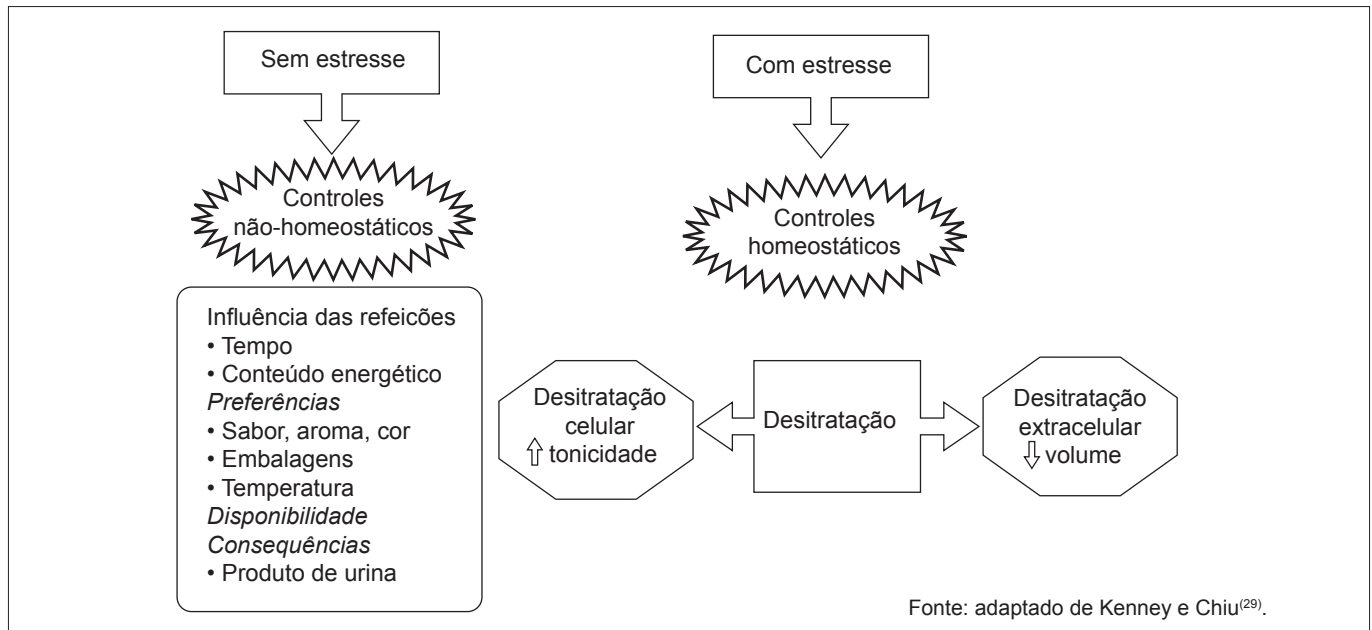 Sem estresse
Com estresse
Controles
não-homeostáticos
Controles
homeostáticos
Influência das refeicões
• Tempo
• Conteúdo energético
Preferências
• Sabor, aroma, cor
• Embalagens
• Temperatura
Disponibilidade
Consequências
• Produto de urina
Desitratação
celular
⇧ tonicidade
Desitratação
Desitratação
extracelular
⇩ volume
Fonte: adaptado de Kenney e Chiu(29).